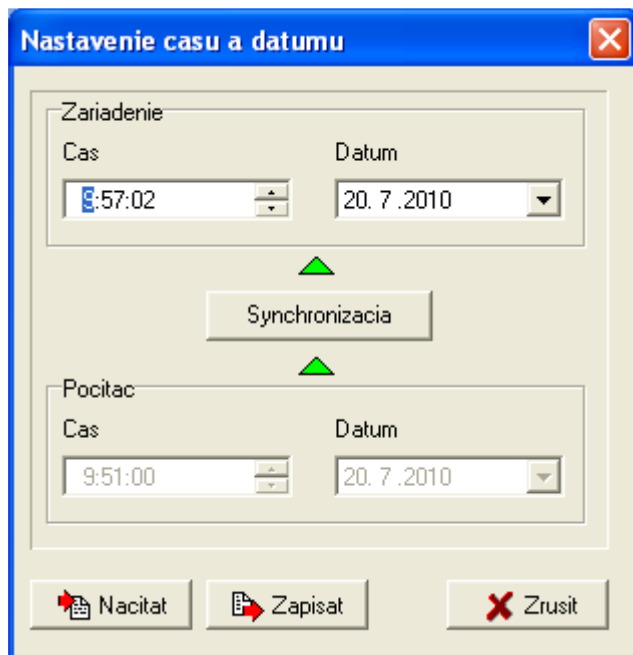 Nastavenie casu a datumu
Zariadenie
Cas Datum
9:57:02 20. 7 .2010
Synchronizacia
Pocitac
Cas Datum
9:51:00 20. 7 .2010
Nacitat Zapisat Zrusit